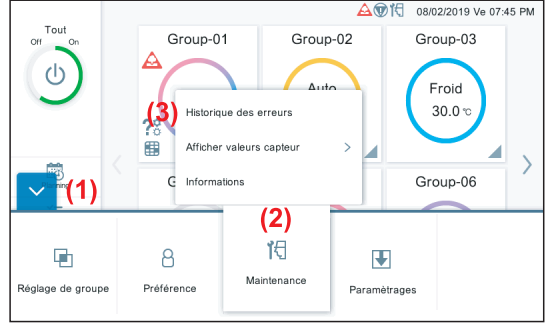 08/02/2019 Ve 07:45 PM
Tout
Off On
Group-01
Group-02
Group-03
Auto
Froid
30.0 °C
(3)
Historique des erreurs
Afficher valeurs capteur
Informations
(1)
Group-06
(2)
Réglage de groupe
Préférence
Maintenance
Paramètrages